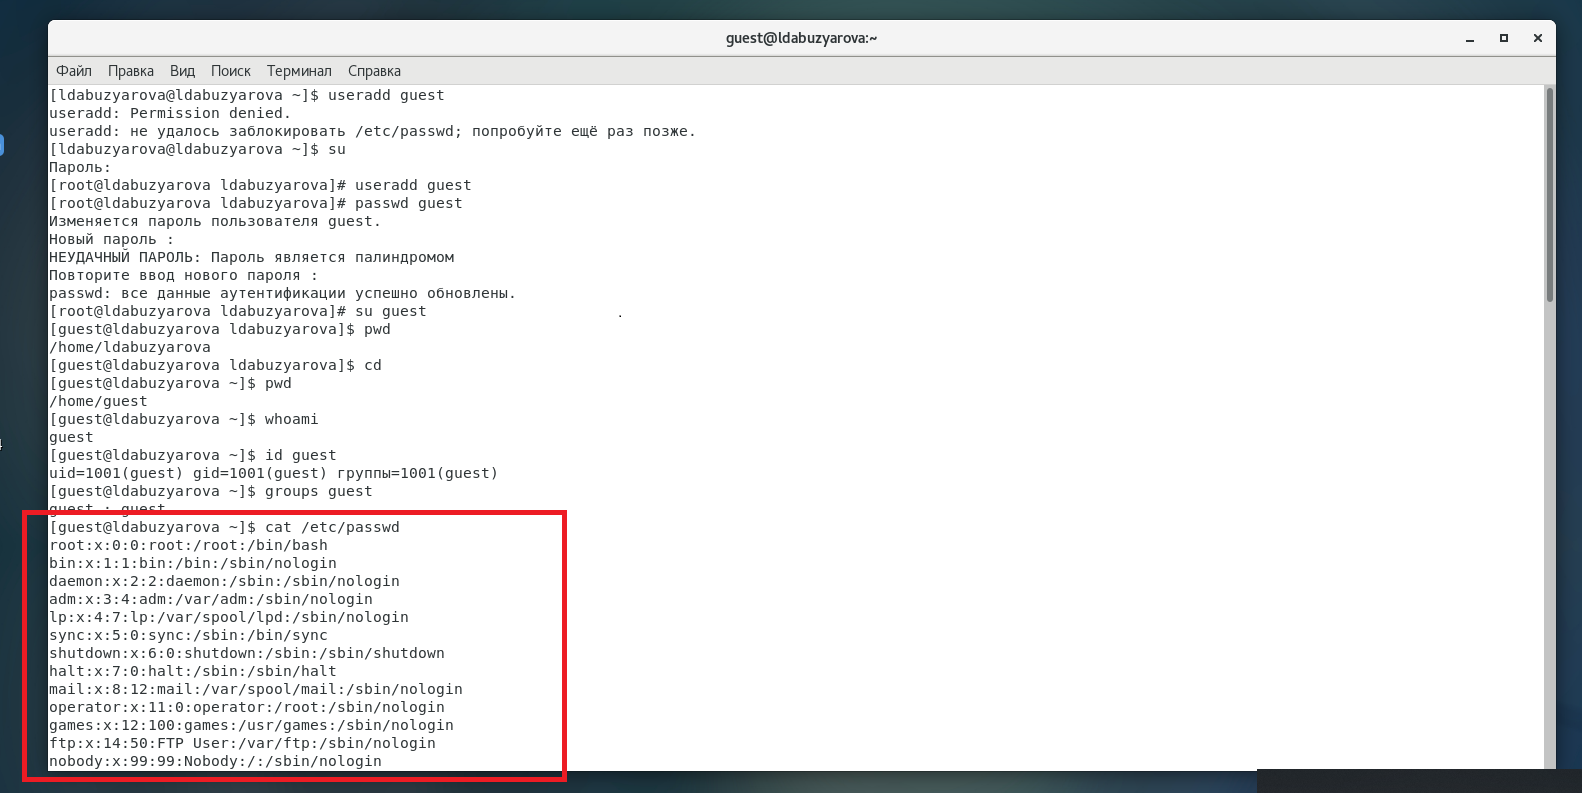 guest@ldabuzyarova:~
Файл Правка Вид Поиск Терминал Справка
[ldabuzyarova@ldabuzyarova ~]$ useradd guest
useradd: Permission denied.
useradd: не удалось заблокировать /etc/passwd; попробуйте ещё раз позже.
[ldabuzyarova@ldabuzyarova ~]$ su
Пароль:
[root@ldabuzyarova ldabuzyarova]# useradd guest
[root@ldabuzyarova ldabuzyarova]# passwd guest
Изменяется пароль пользователя guest.
Новый пароль :
НЕУДАЧНЫЙ ПАРОЛЬ: Пароль является палиндромом
Повторите ввод нового пароля :
passwd: все данные аутентификации успешно обновлены.
[root@ldabuzyarova ldabuzyarova]# su guest
[guest@ldabuzyarova ldabuzyarova]$ pwd
/home/ldabuzyarova
[guest@ldabuzyarova ldabuzyarova]$ cd
[guest@ldabuzyarova ~]$ pwd
/home/guest
[guest@ldabuzyarova ~]$ whoami
guest
[guest@ldabuzyarova ~]$ id guest
uid=1001(guest) gid=1001(guest) группы=1001(guest)
[guest@ldabuzyarova ~]$ groups guest
guest : guest
[guest@ldabuzyarova ~]$ cat /etc/passwd
root:x:0:0:root:/root:/bin/bash
bin:x:1:1:bin:/bin:/sbin/nologin
daemon:x:2:2:daemon:/sbin:/sbin/nologin
adm:x:3:4:adm:/var/adm:/sbin/nologin
lp:x:4:7:lp:/var/spool/lpd:/sbin/nologin
sync:x:5:0:sync:/sbin:/bin/sync
shutdown:x:6:0:shutdown:/sbin:/sbin/shutdown
halt:x:7:0:halt:/sbin:/sbin/halt
mail:x:8:12:mail:/var/spool/mail:/sbin/nologin
operator:x:11:0:operator:/root:/sbin/nologin
games:x:12:100:games:/usr/games:/sbin/nologin
ftp:x:14:50:FTP User:/var/ftp:/sbin/nologin
nobody:x:99:99:Nobody:/:/sbin/nologin